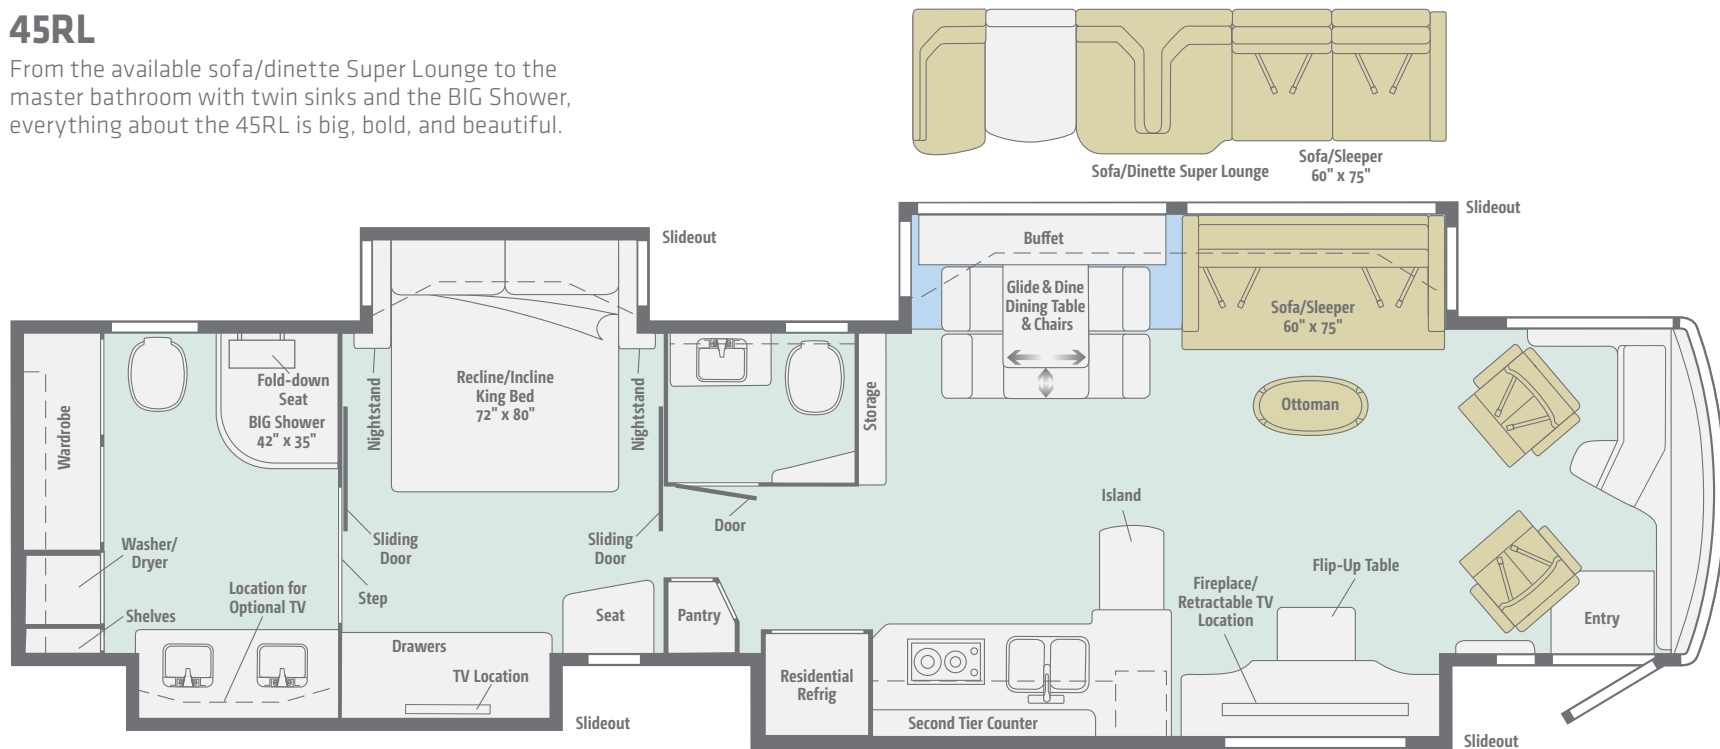 45RL
From the available sofa/dinette Super Lounge to the
master bathroom with twin sinks and the BIG Shower,
everything about the 45RL is big, bold, and beautiful.
Sofa/Dinette Super Lounge
Sofa/Sleeper
60" x 75"
Slideout
Slideout
Buffet
Glide & Dine
Dining Table
& Chairs
Sofa/Sleeper
60" x 75"
Wardrobe
Fold-down
Seat
BIG Shower
42" x 35"
Nightstand
Recline/Incline
King Bed
72" x 80"
Nightstand
Storage
Ottoman
Washer/
Dryer
Shelves
Location for
Optional TV
Sliding
Door
Step
Sliding
Door
Door
Island
Seat
Pantry
Fireplace/
Retractable TV
Location
Flip-Up Table
Entry
Drawers
TV Location
Residential
Refrig
Second Tier Counter
Slideout
Slideout